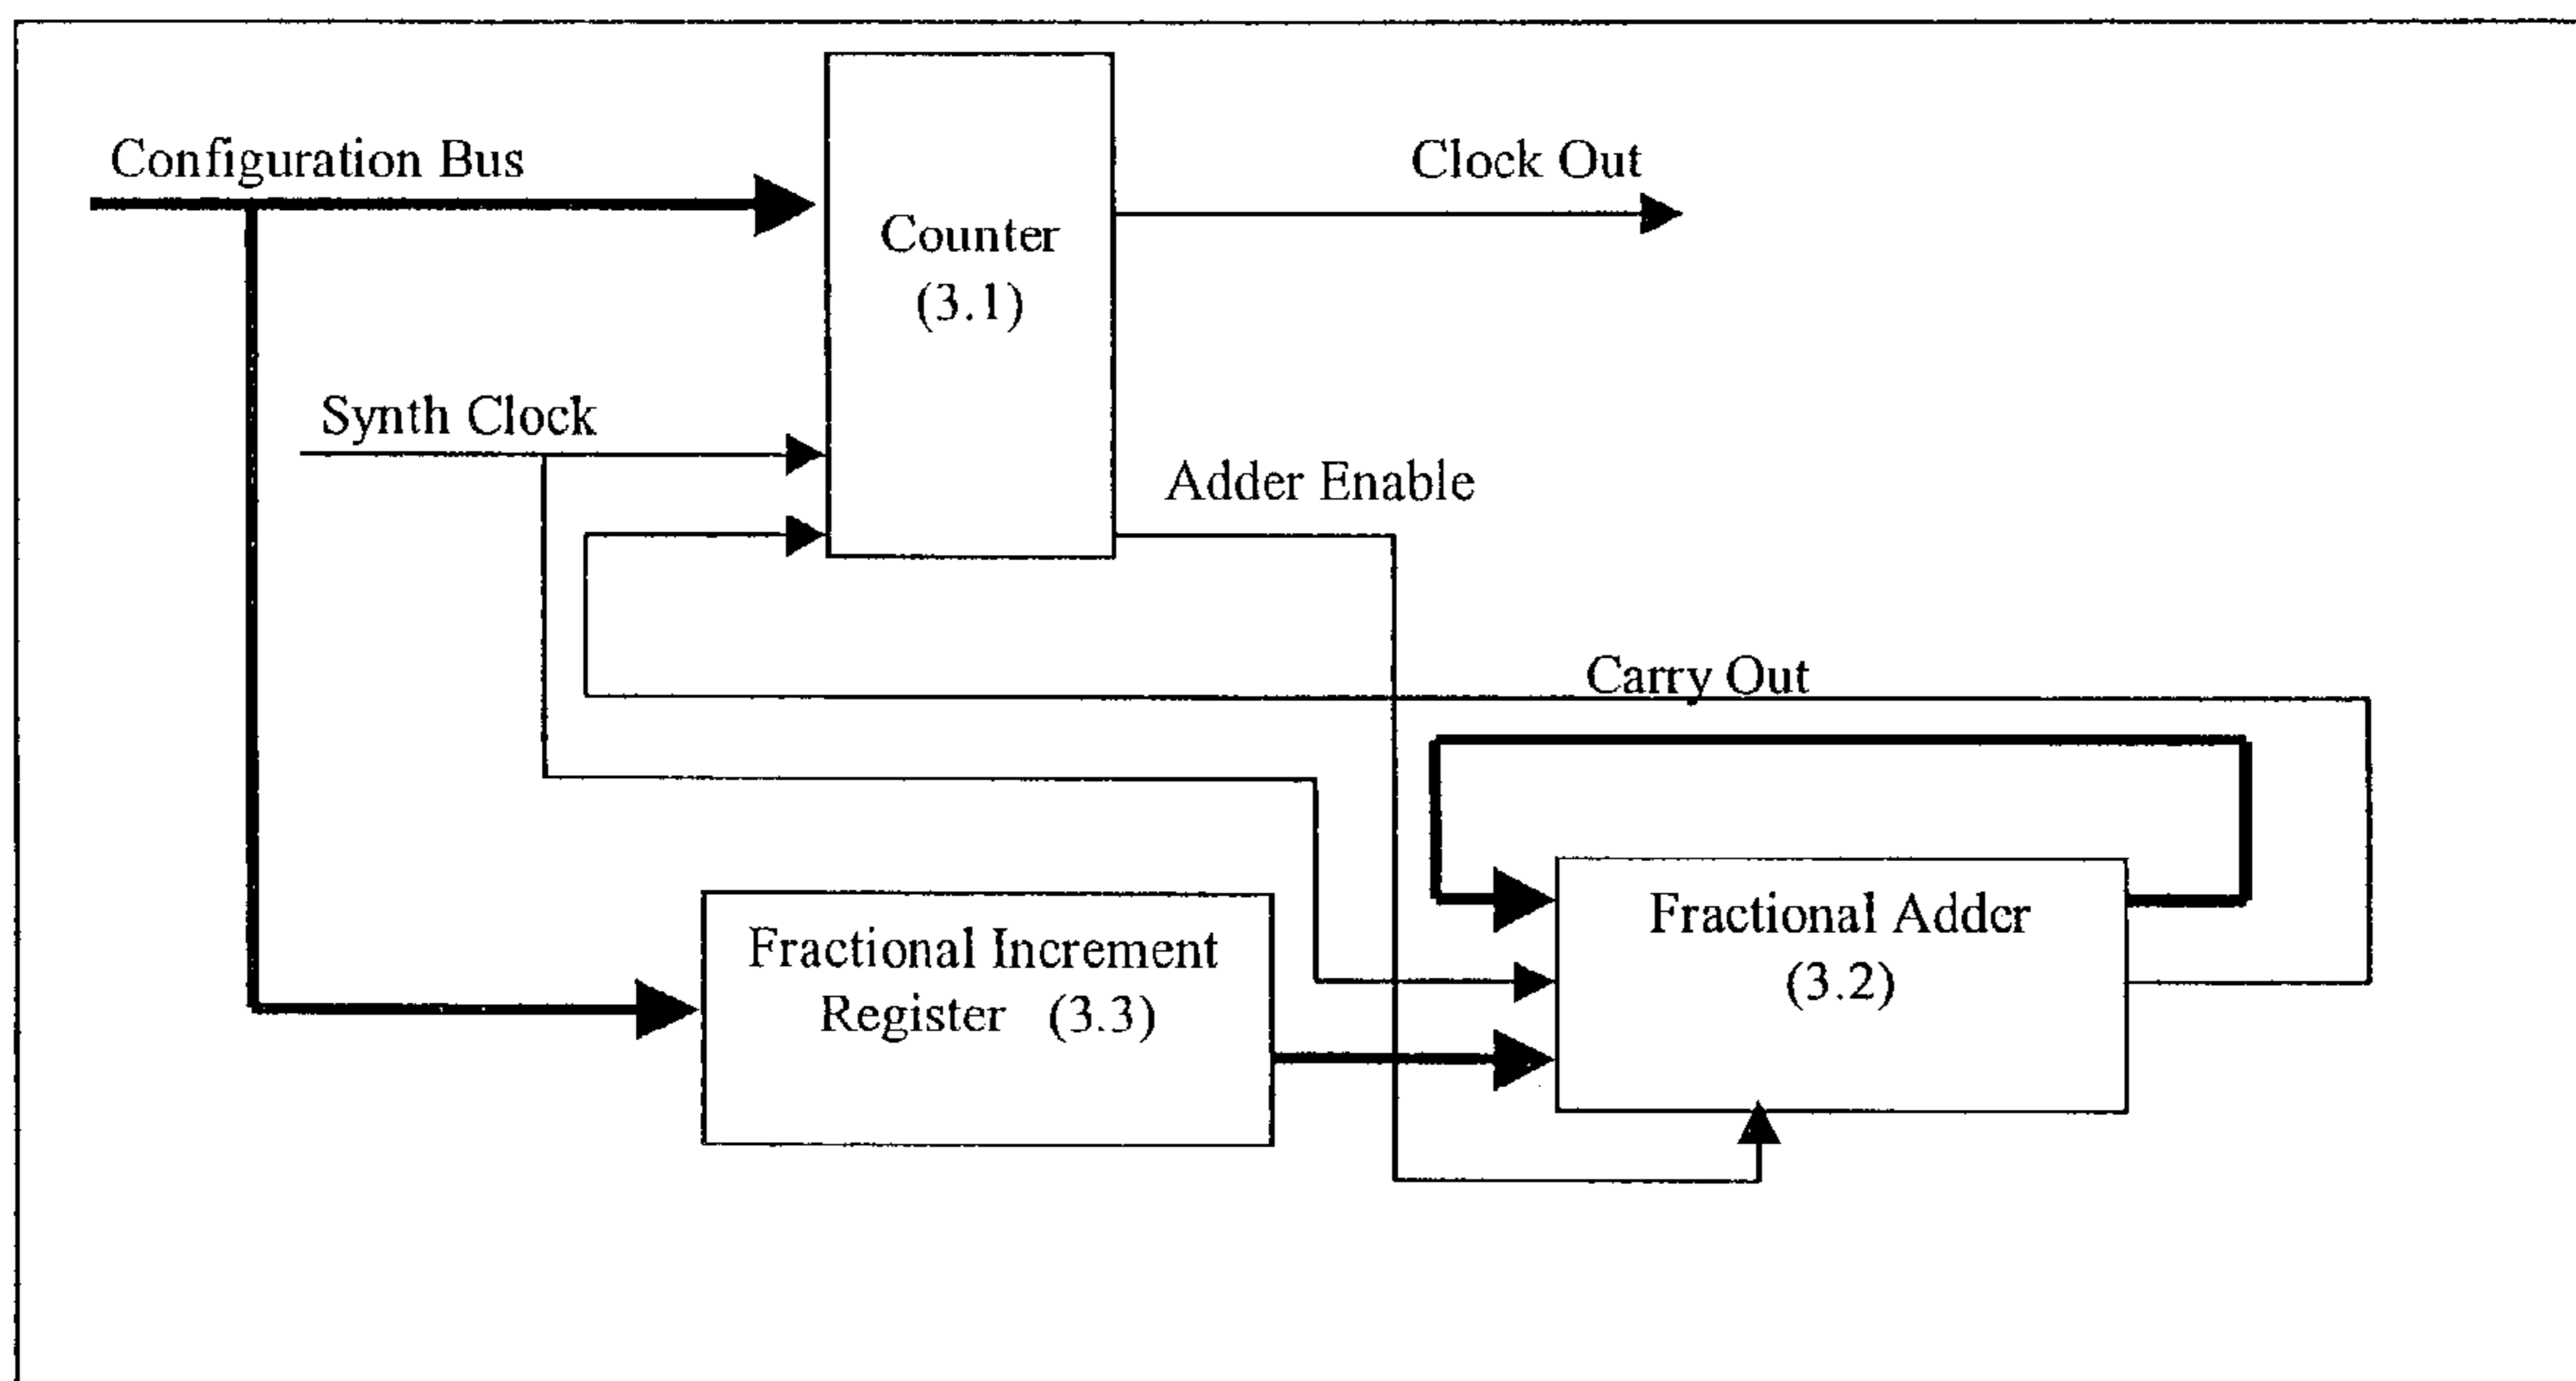 Configuration Bus
Clock Out
Counter
(3.1)
Synth Clock
Adder Enable
Carry Out
Fractional Increment
Register (3.3)
Fractional Adder
(3.2)